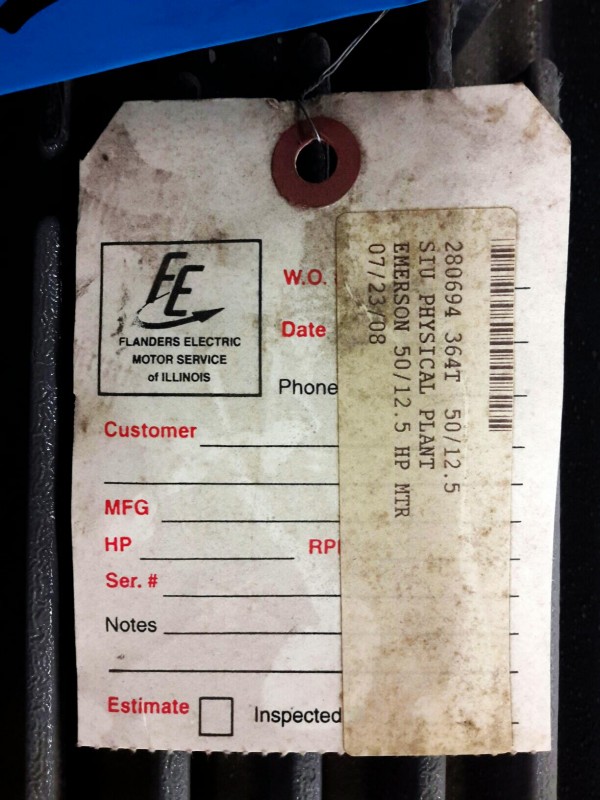 FE
FLANDERS ELECTRIC
MOTOR SERVICE
of ILLINOIS
W.O.
Date
Phone
Customer
MFG
HP RP
Ser. #
Notes
Estimate Inspected
280694 364T 50/12.5
SIU PHYSICAL PLANT
EMERSON 50/12.5 HP MTR
07/23/08